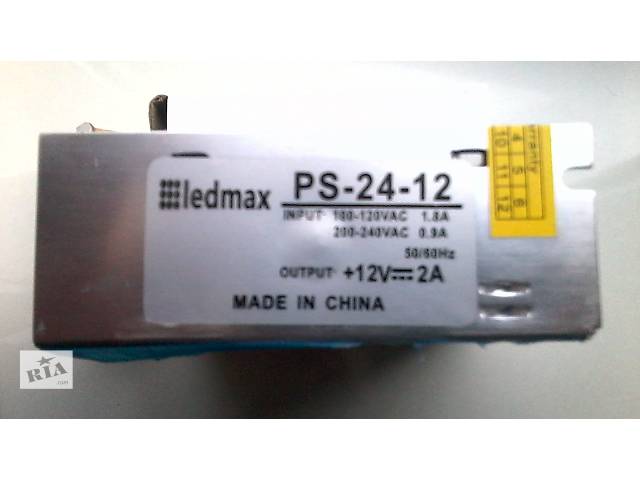 ledmax PS-24-12
INPUT: 100-120VAC 1.8A
200-240VAC 0.9A
50/60Hz
OUTPUT: +12V⎓2A
MADE IN CHINA
4 5 6
10 11 12
RIA
.com